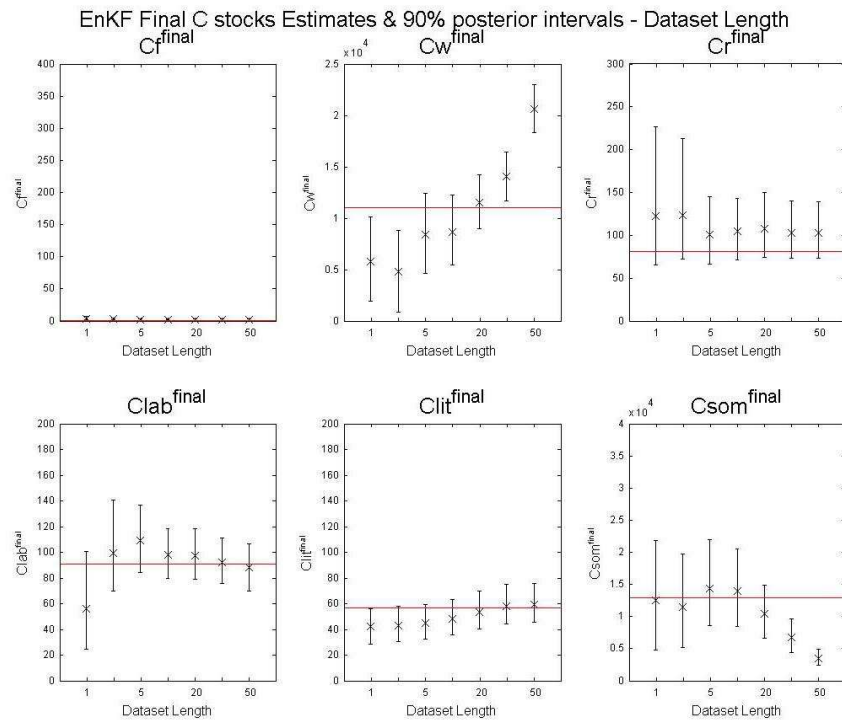 EnKF Final C stocks Estimates & 90% posterior intervals - Dataset Length
Cf^final
400
350
300
250
200
150
100
50
0
Cf^final
1 5 20 50
Dataset Length
Cw^final
x 10^4
2.5
2
1.5
1
0.5
0
Cw^final
1 5 20 50
Dataset Length
Cr^final
300
250
200
150
100
50
0
Cr^final
1 5 20 50
Dataset Length
Clab^final
200
180
160
140
120
100
80
60
40
20
0
Clab^final
1 5 20 50
Dataset Length
Clit^final
200
180
160
140
120
100
80
60
40
20
0
Clit^final
1 5 20 50
Dataset Length
Csom^final
x 10^4
4
3.5
3
2.5
2
1.5
1
0.5
0
Csom^final
1 5 20 50
Dataset Length